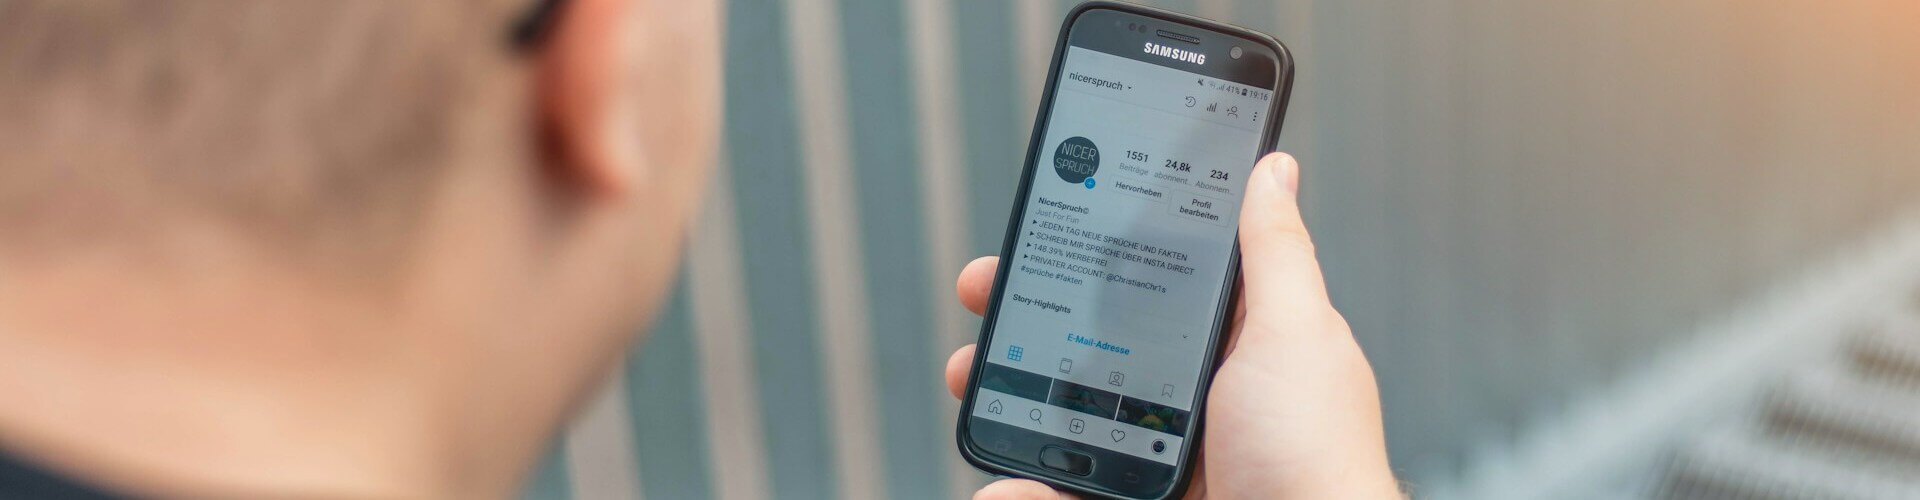 SAMSUNG
nicerspruch
41% 19:16
NICER
SPRUCH
1551 24,8k 234
Beiträge abonnent... Abonnem...
Hervorheben
Profil
bearbeiten
NicerSpruch©
Just For Fun
➤ JEDEN TAG NEUE SPRÜCHE UND FAKTEN
➤ SCHREIB MIR SPRÜCHE ÜBER INSTA DIRECT
➤ 148.39% WERBEFREI
➤ PRIVATER ACCOUNT: @ChristianChr1s
#sprüche #fakten
Story-Highlights
E-Mail-Adresse